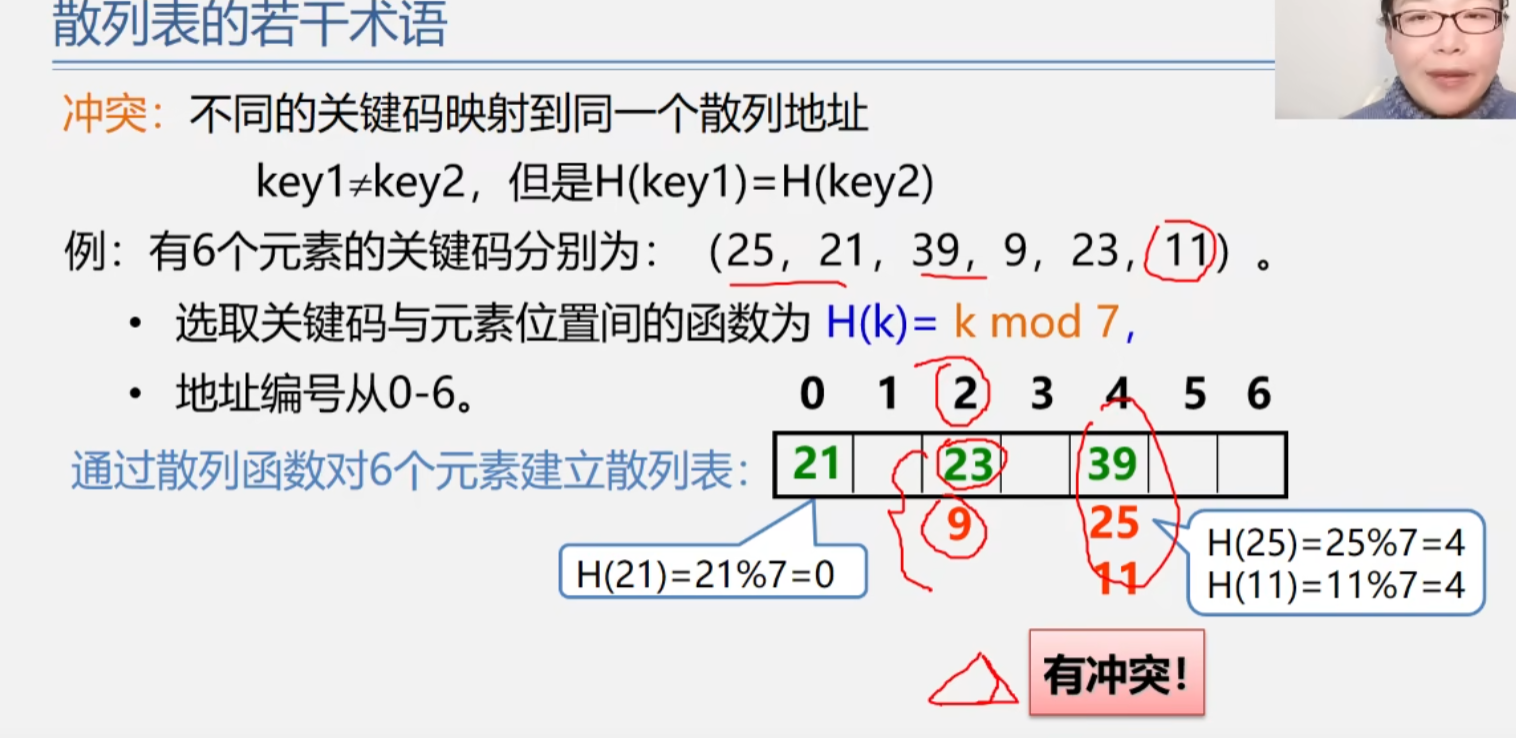 散列表的若干术语
冲突：不同的关键码映射到同一个散列地址
key1≠key2，但是H(key1)=H(key2)
例：有6个元素的关键码分别为：（25，21，39，9，23，11）。
• 选取关键码与元素位置间的函数为 H(k)= k mod 7，
• 地址编号从0-6。
0 1 2 3 4 5 6
通过散列函数对6个元素建立散列表：
21 23 39
9 25
11
H(21)=21%7=0
H(25)=25%7=4
H(11)=11%7=4
有冲突！